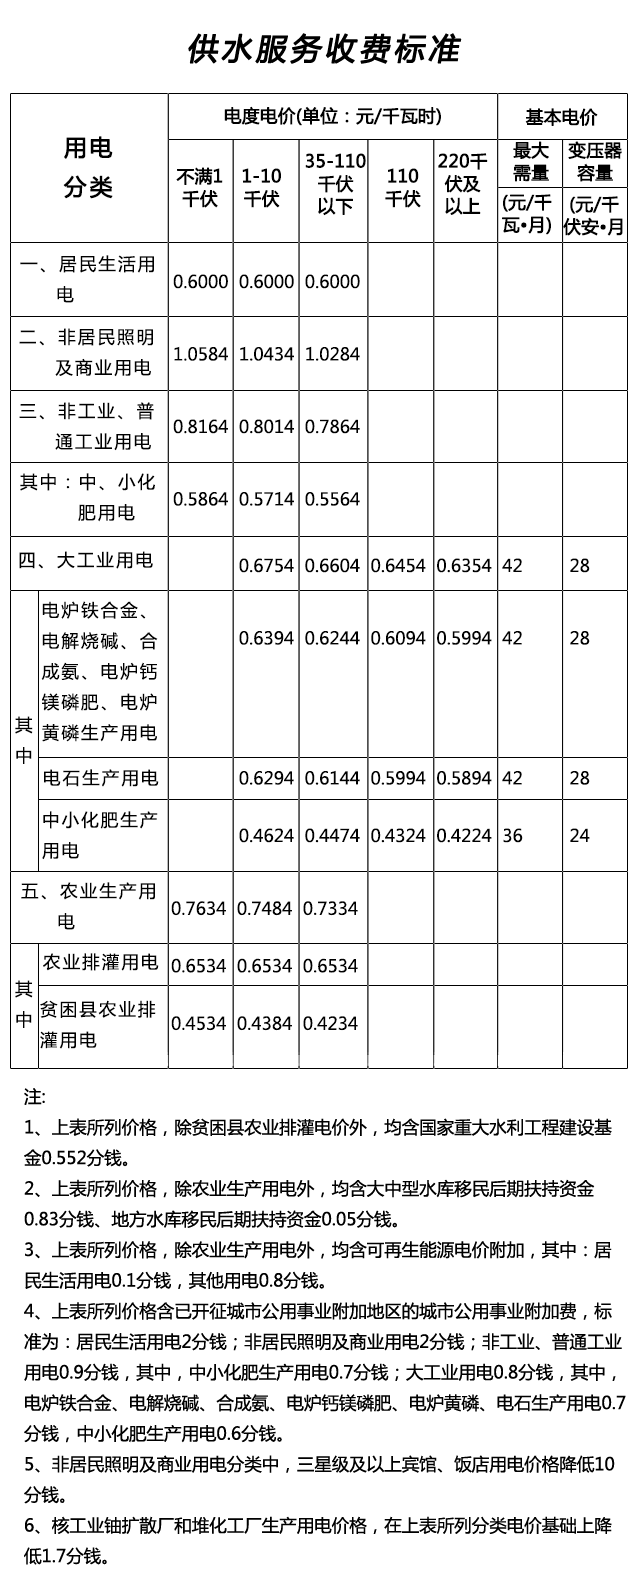 供水服务收费标准
用电
分类
电度电价(单位：元/千瓦时)
基本电价
不满1
千伏
1-10
千伏
35-110
千伏
以下
110
千伏
220千
伏及
以上
最大
需量
变压器
容量
(元/千
瓦•月)
(元/千
伏安•月
一、居民生活用
电
0.6000 0.6000 0.6000
二、非居民照明
及商业用电
1.0584 1.0434 1.0284
三、非工业、普
通工业用电
0.8164 0.8014 0.7864
其中：中、小化
肥用电
0.5864 0.5714 0.5564
四、大工业用电
0.6754 0.6604 0.6454 0.6354 42 28
其
中
电炉铁合金、
电解烧碱、合
成氨、电炉钙
镁磷肥、电炉
黄磷生产用电
0.6394 0.6244 0.6094 0.5994 42 28
电石生产用电
0.6294 0.6144 0.5994 0.5894 42 28
中小化肥生产
用电
0.4624 0.4474 0.4324 0.4224 36 24
五、农业生产用
电
0.7634 0.7484 0.7334
其
中
农业排灌用电
0.6534 0.6534 0.6534
贫困县农业排
灌用电
0.4534 0.4384 0.4234
注:
1、上表所列价格，除贫困县农业排灌电价外，均含国家重大水利工程建设基
金0.552分钱。
2、上表所列价格，除农业生产用电外，均含大中型水库移民后期扶持资金
0.83分钱、地方水库移民后期扶持资金0.05分钱。
3、上表所列价格，除农业生产用电外，均含可再生能源电价附加，其中：居
民生活用电0.1分钱，其他用电0.8分钱。
4、上表所列价格含已开征城市公用事业附加地区的城市公用事业附加费，标
准为：居民生活用电2分钱；非居民照明及商业用电2分钱；非工业、普通工业
用电0.9分钱，其中，中小化肥生产用电0.7分钱；大工业用电0.8分钱，其中，
电炉铁合金、电解烧碱、合成氨、电炉钙镁磷肥、电炉黄磷、电石生产用电0.7
分钱，中小化肥生产用电0.6分钱。
5、非居民照明及商业用电分类中，三星级及以上宾馆、饭店用电价格降低10
分钱。
6、核工业铀扩散厂和堆化工厂生产用电价格，在上表所列分类电价基础上降
低1.7分钱。